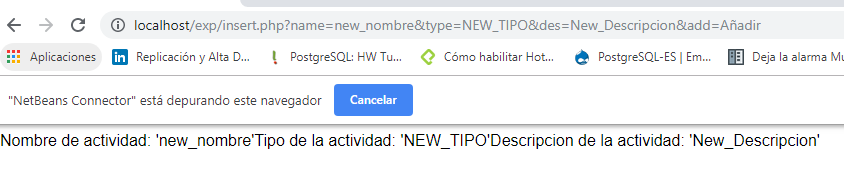 localhost/exp/insert.php?name=new_nombre&type=NEW_TIPO&des=New_Descripcion&add=Añadir
Aplicaciones Replicación y Alta D... PostgreSQL: HW Tu... Cómo habilitar Hot... PostgreSQL-ES | Em... Deja la alarma Mu
"NetBeans Connector" está depurando este navegador Cancelar
Nombre de actividad: 'new_nombre'Tipo de la actividad: 'NEW_TIPO'Descripcion de la actividad: 'New_Descripcion'